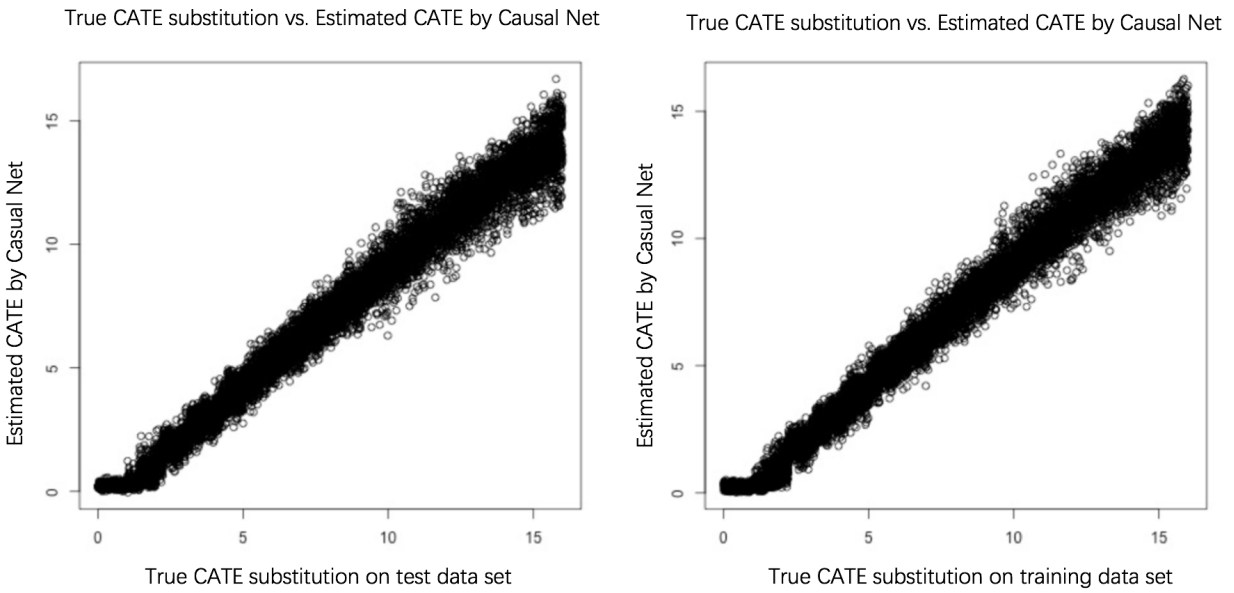 True CATE substitution vs. Estimated CATE by Causal Net
Estimated CATE by Casual Net
15
10
5
0
0 5 10 15
True CATE substitution on test data set
True CATE substitution vs. Estimated CATE by Causal Net
Estimated CATE by Casual Net
15
10
5
0
0 5 10 15
True CATE substitution on training data set